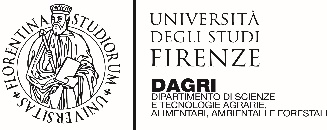 FLORENTINA STUDIORUM UNIVERSITAS
UNIVERSITÀ
DEGLI STUDI
FIRENZE
DAGRI
DIPARTIMENTO DI SCIENZE
E TECNOLOGIE AGRARIE,
ALIMENTARI, AMBIENTALI E FORESTALI